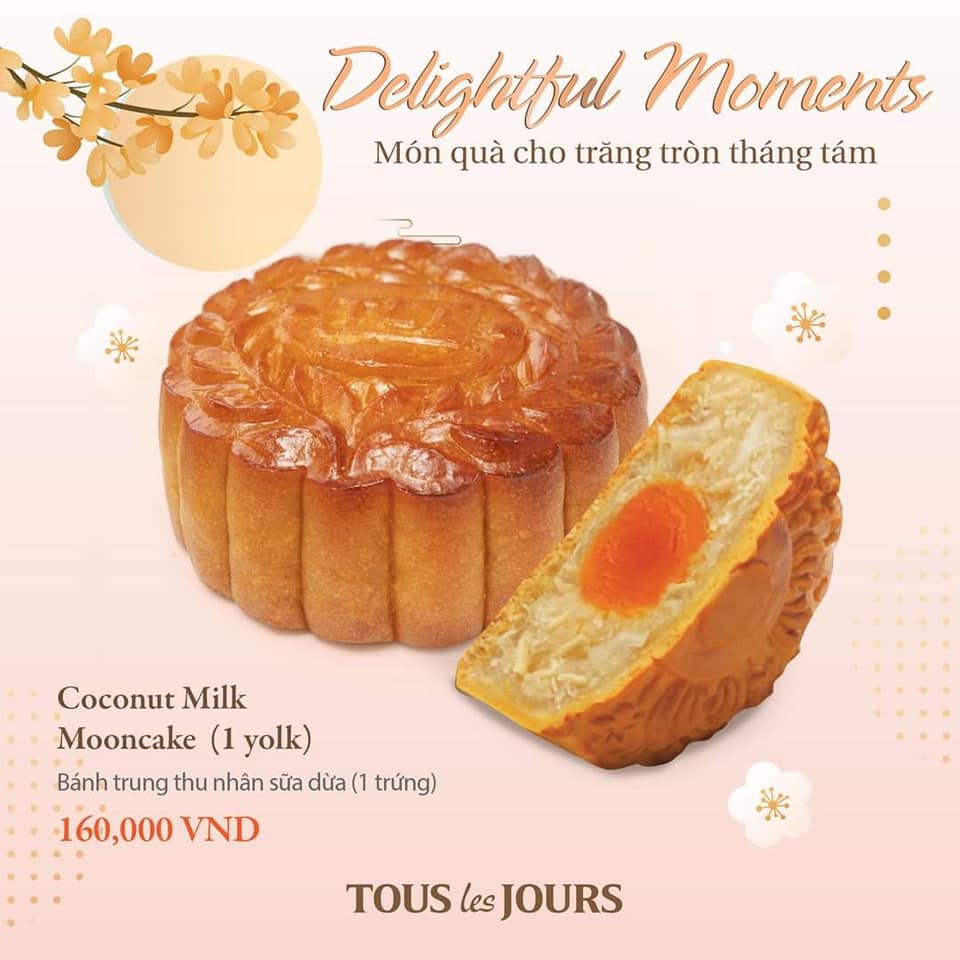 Delightful Moments
Món quà cho trăng tròn tháng tám
Coconut Milk
Mooncake (1 yolk)
Bánh trung thu nhân sữa dừa (1 trứng)
160,000 VND
TOUS les JOURS